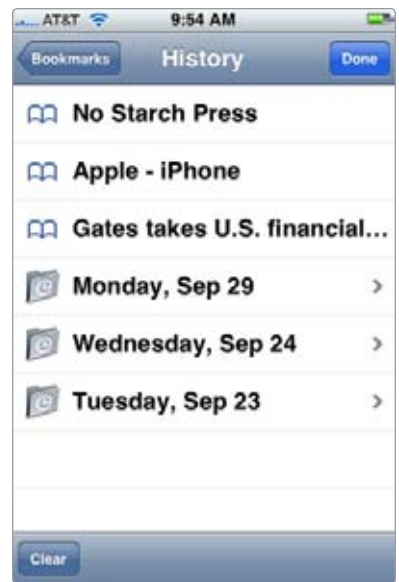 AT&T 9:54 AM
Bookmarks History Done
No Starch Press
Apple - iPhone
Gates takes U.S. financial...
Monday, Sep 29
Wednesday, Sep 24
Tuesday, Sep 23
Clear